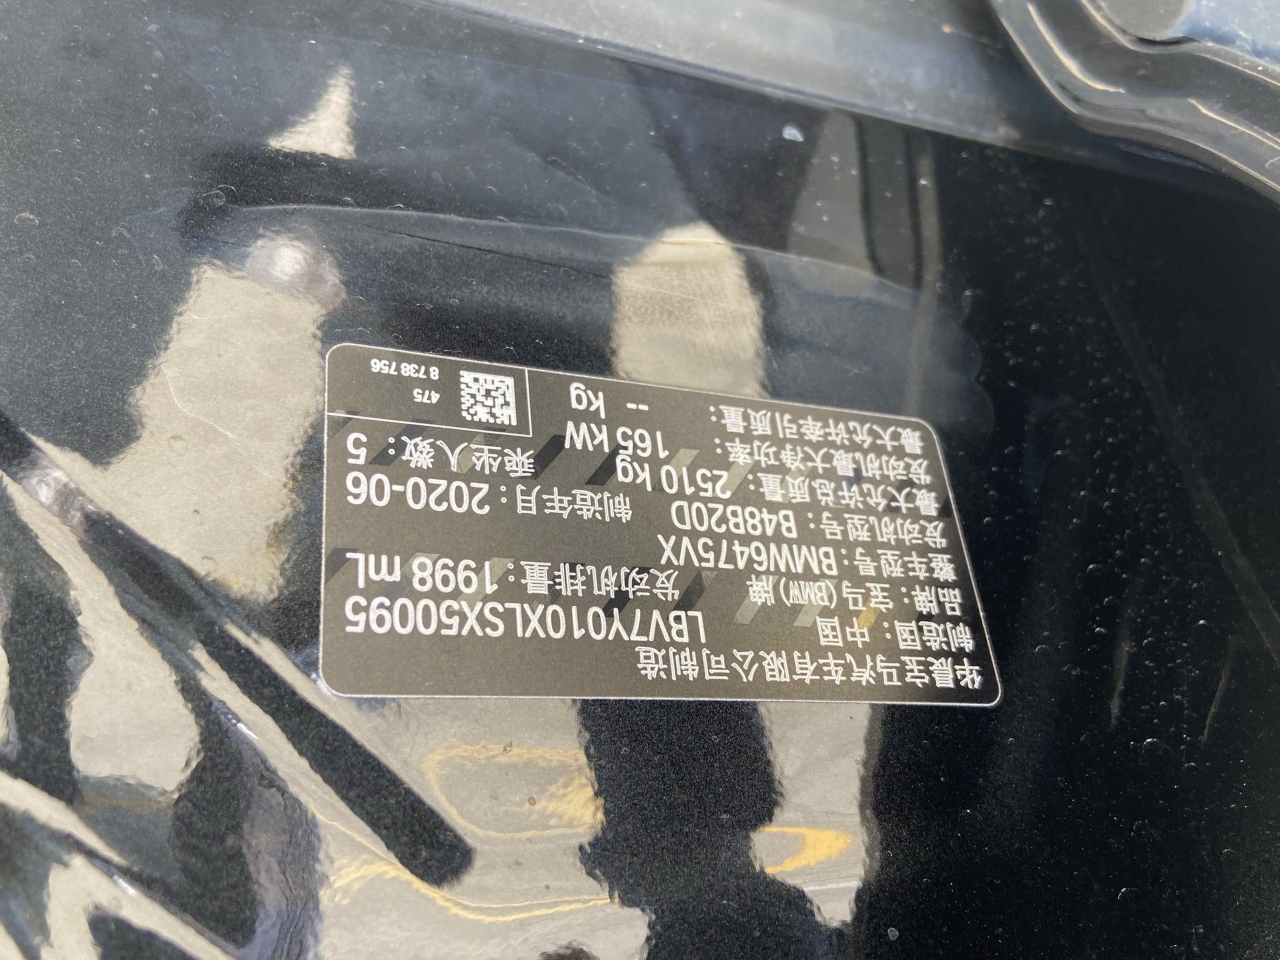 华晨宝马汽车有限公司制造
制造国：中国 LBV7Y010XLSX50095
品牌：宝马(BMW)牌 发动机排量：1998 mL
整车型号：BMW6475VX
发动机型号：B48B20D 制造年月：2020-06
最大允许总质量：2510 kg 乘坐人数：5
发动机最大净功率：165 kW
最大允许牵引质量：-- kg
475
8 738 756